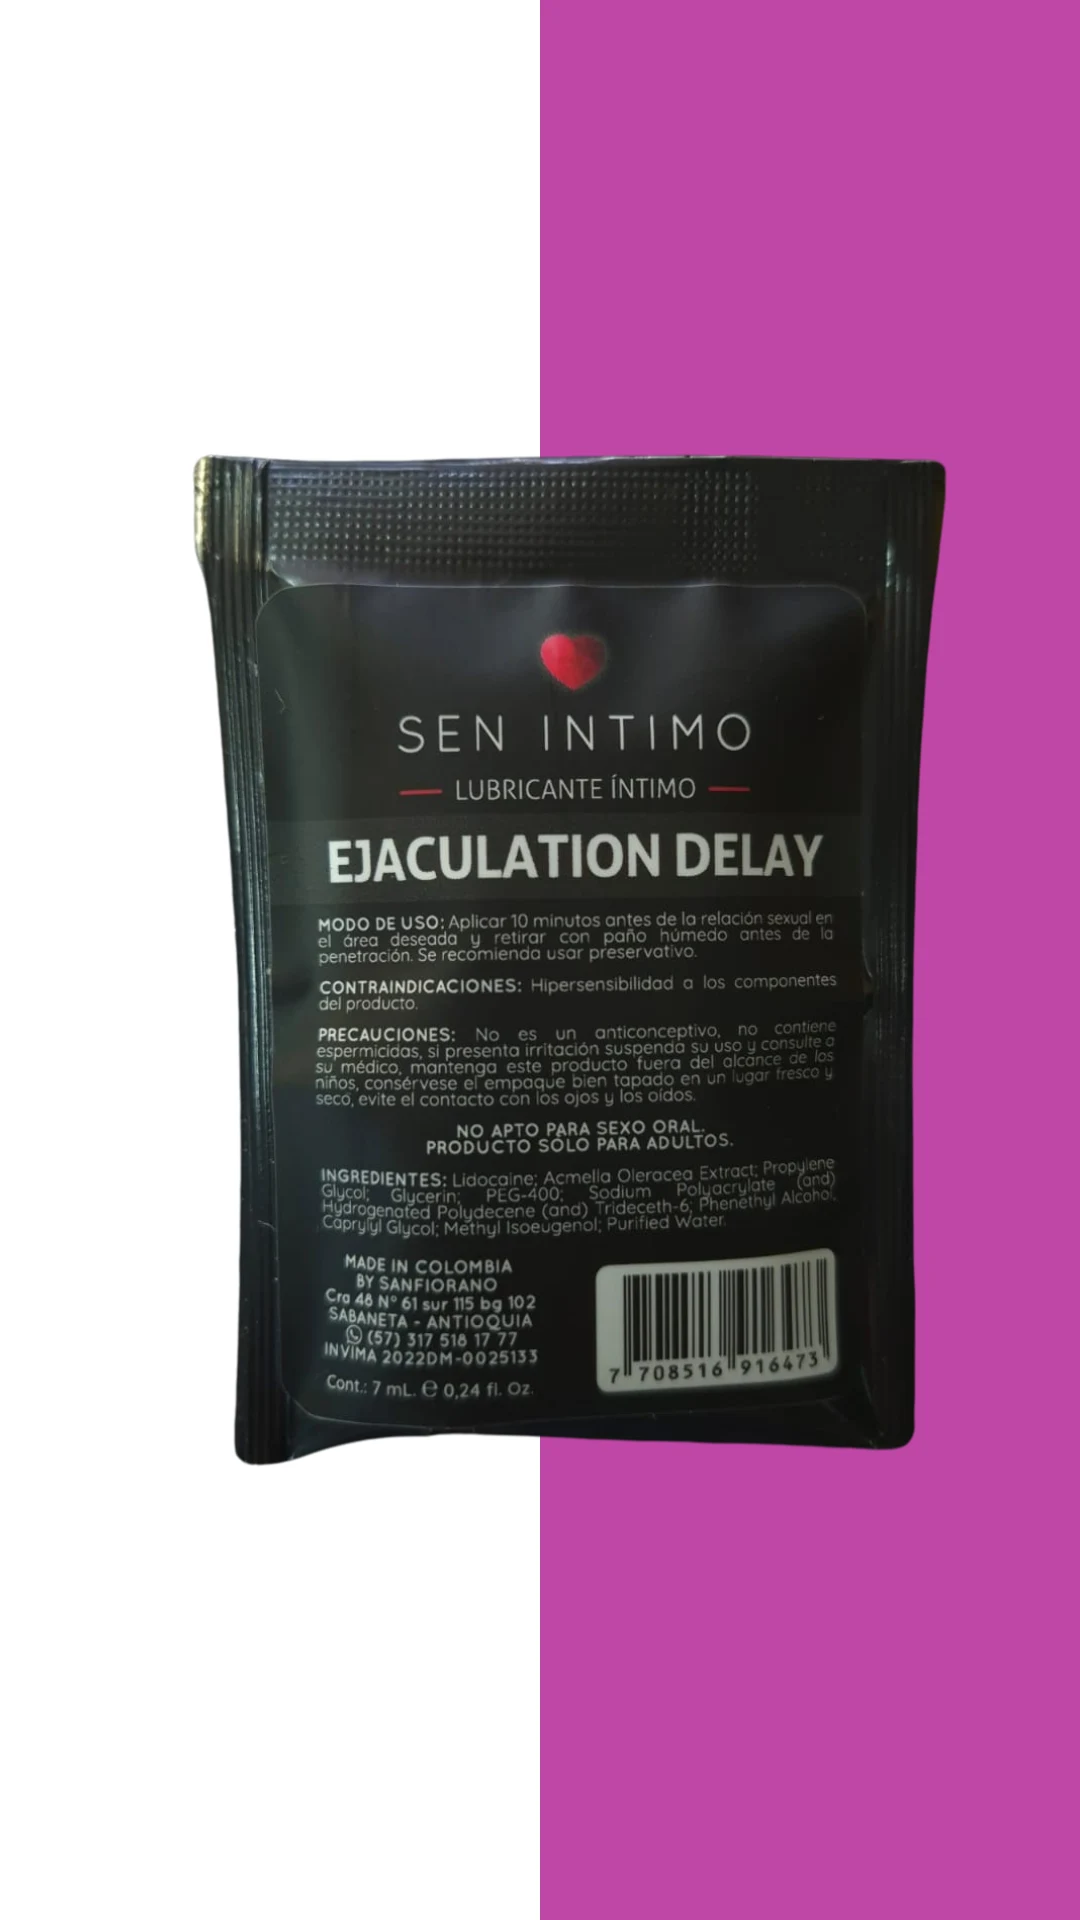 SEN INTIMO
LUBRICANTE ÍNTIMO
EJACULATION DELAY
MODO DE USO: Aplicar 10 minutos antes de la relación sexual en
el área deseada y retirar con paño húmedo antes de la
penetración. Se recomienda usar preservativo.
CONTRAINDICACIONES: Hipersensibilidad a los componentes
del producto.
PRECAUCIONES: No es un anticonceptivo, no contiene
espermicidas, si presenta irritación suspenda su uso y consulte a
su médico, mantenga este producto fuera del alcance de los
niños, consérvese el empaque bien tapado en un lugar fresco y
seco, evite el contacto con los ojos y los oídos.
NO APTO PARA SEXO ORAL.
PRODUCTO SÓLO PARA ADULTOS.
INGREDIENTES: Lidocaine; Acmella Oleracea Extract; Propylene
Glycol; Glycerin; PEG-400; Sodium Polyacrylate (and)
Hydrogenated Polydecene (and) Trideceth-6; Phenethyl Alcohol;
Caprylyl Glycol; Methyl Isoeugenol; Purified Water.
MADE IN COLOMBIA
BY SANFIORANO
Cra 48 N° 61 sur 115 bg 102
SABANETA - ANTIOQUIA
(57) 317 518 17 77
INVIMA 2022DM-0025133
Cont.: 7 mL. ℮ 0,24 fl. Oz.
7 708516 916473